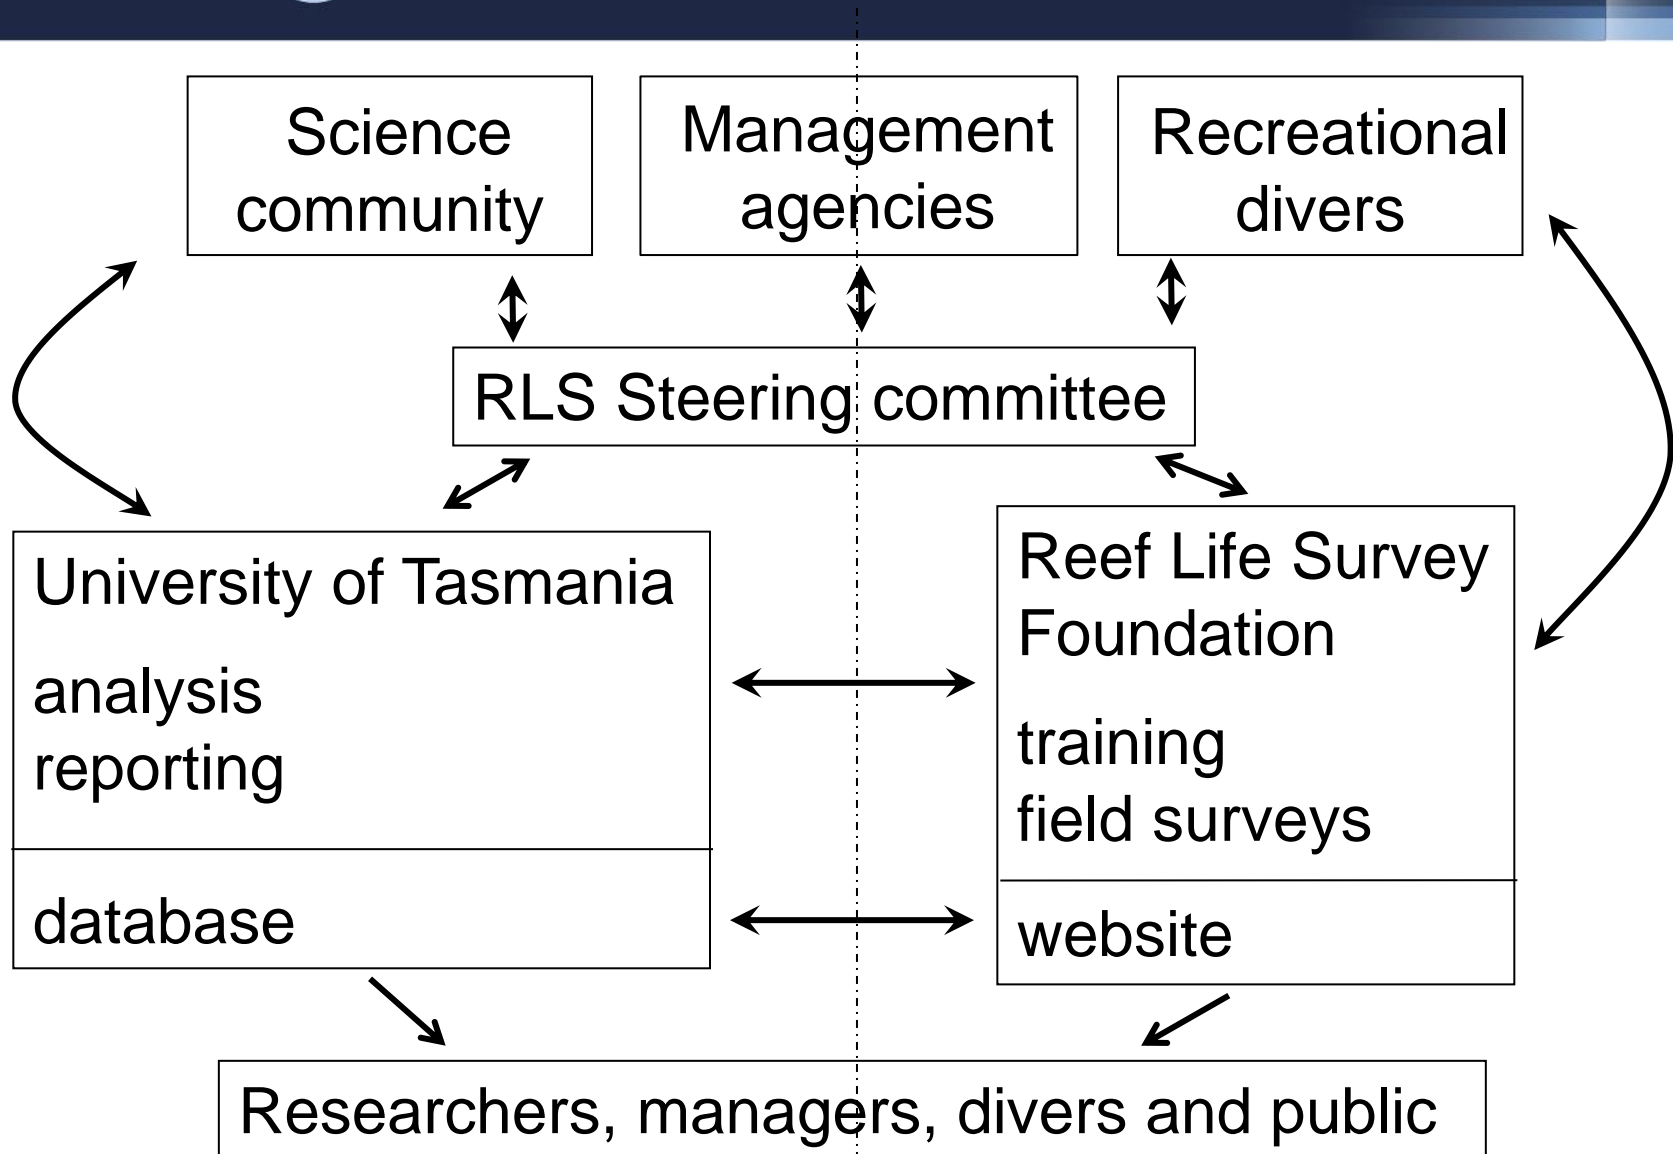 Science
community
Management
agencies
Recreational
divers
RLS Steering committee
University of Tasmania
analysis
reporting
database
Reef Life Survey
Foundation
training
field surveys
website
Researchers, managers, divers and public